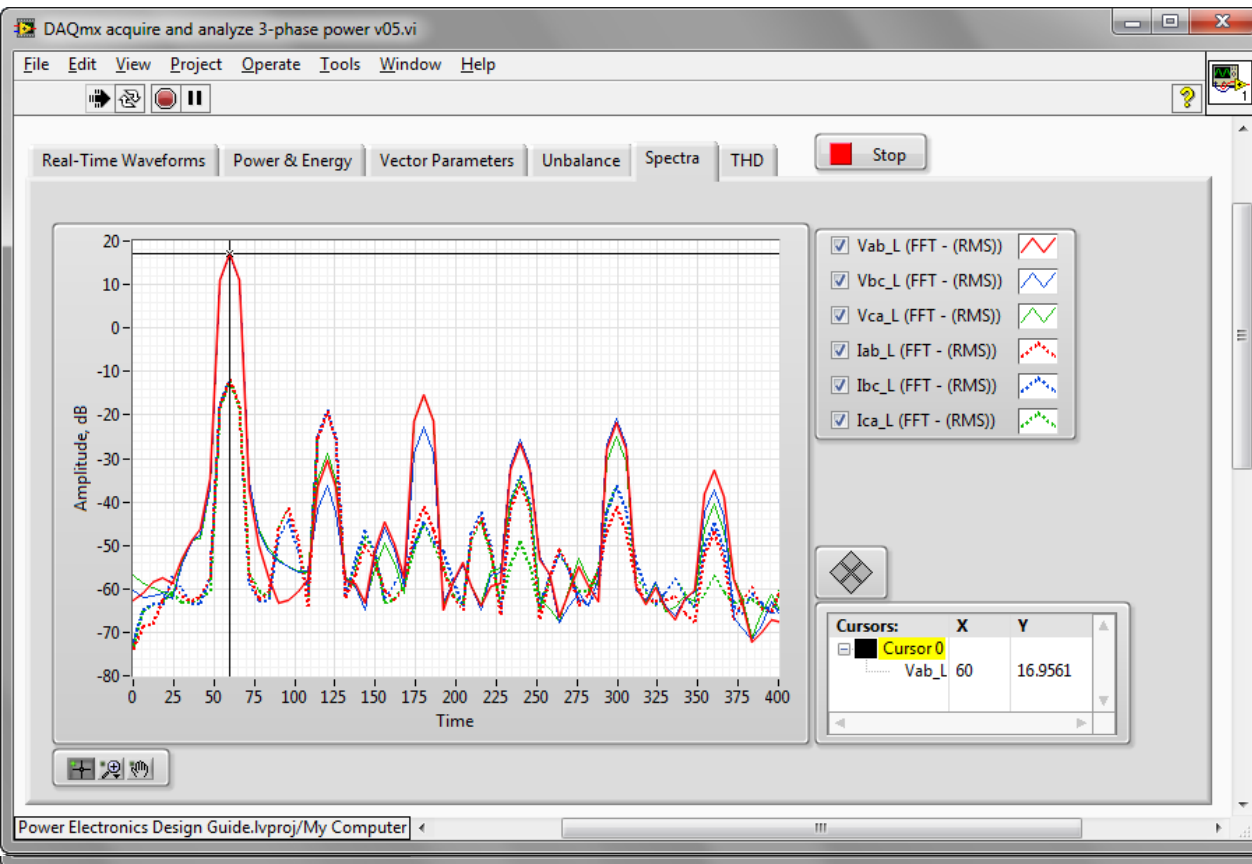 DAQmx acquire and analyze 3-phase power v05.vi
File Edit View Project Operate Tools Window Help
1
Real-Time Waveforms Power & Energy Vector Parameters Unbalance Spectra THD Stop
20
10
0
-10
-20
-30
-40
-50
-60
-70
-80
Amplitude, dB
0 25 50 75 100 125 150 175 200 225 250 275 300 325 350 375 400
Time
Vab_L (FFT - (RMS))
Vbc_L (FFT - (RMS))
Vca_L (FFT - (RMS))
Iab_L (FFT - (RMS))
Ibc_L (FFT - (RMS))
Ica_L (FFT - (RMS))
Cursors: X Y
Cursor 0
Vab_L 60 16.9561
Power Electronics Design Guide.lvproj/My Computer